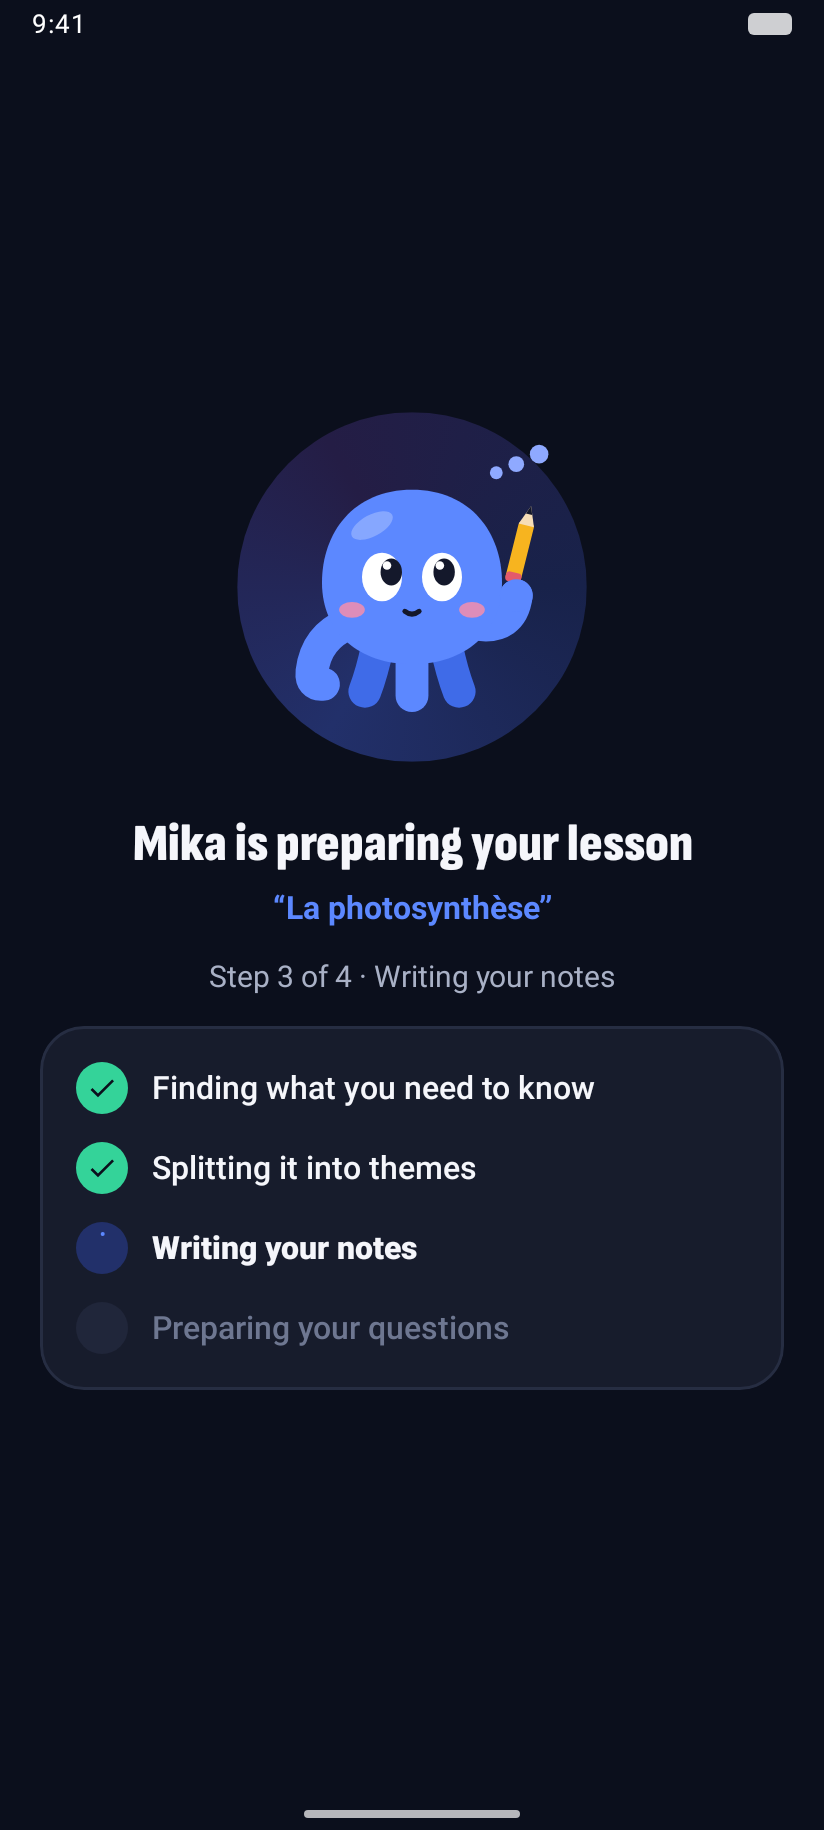 9:41
Mika is preparing your lesson
“La photosynthèse”
Step 3 of 4 · Writing your notes
Finding what you need to know
Splitting it into themes
Writing your notes
Preparing your questions